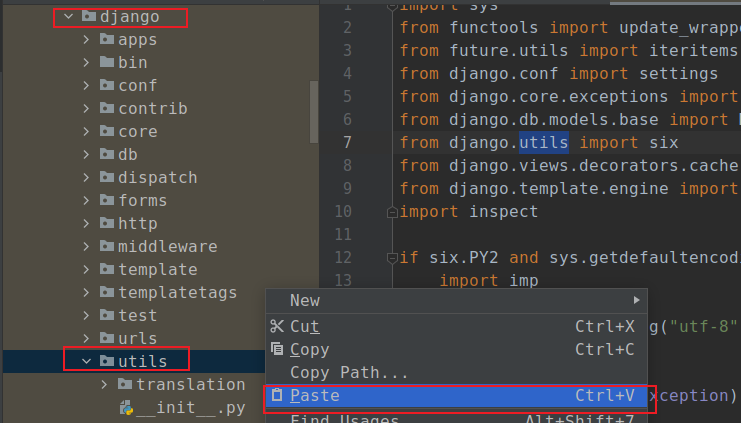 django
apps
bin
conf
contrib
core
db
dispatch
forms
http
middleware
template
templatetags
test
urls
utils
translation
__init__.py
1 import sys
2 from functools import update_wrappe
3 from future.utils import iteritems
4 from django.conf import settings
5 from django.core.exceptions import
6 from django.db.models.base import
7 from django.utils import six
8 from django.views.decorators.cache
9 from django.template.engine import
10 import inspect
11
12 if six.PY2 and sys.getdefaultencodi
13 import imp
g("utf-8"
xception)
New
Cut Ctrl+X
Copy Ctrl+C
Copy Path...
Paste Ctrl+V
Find Usages Alt+Shift+7